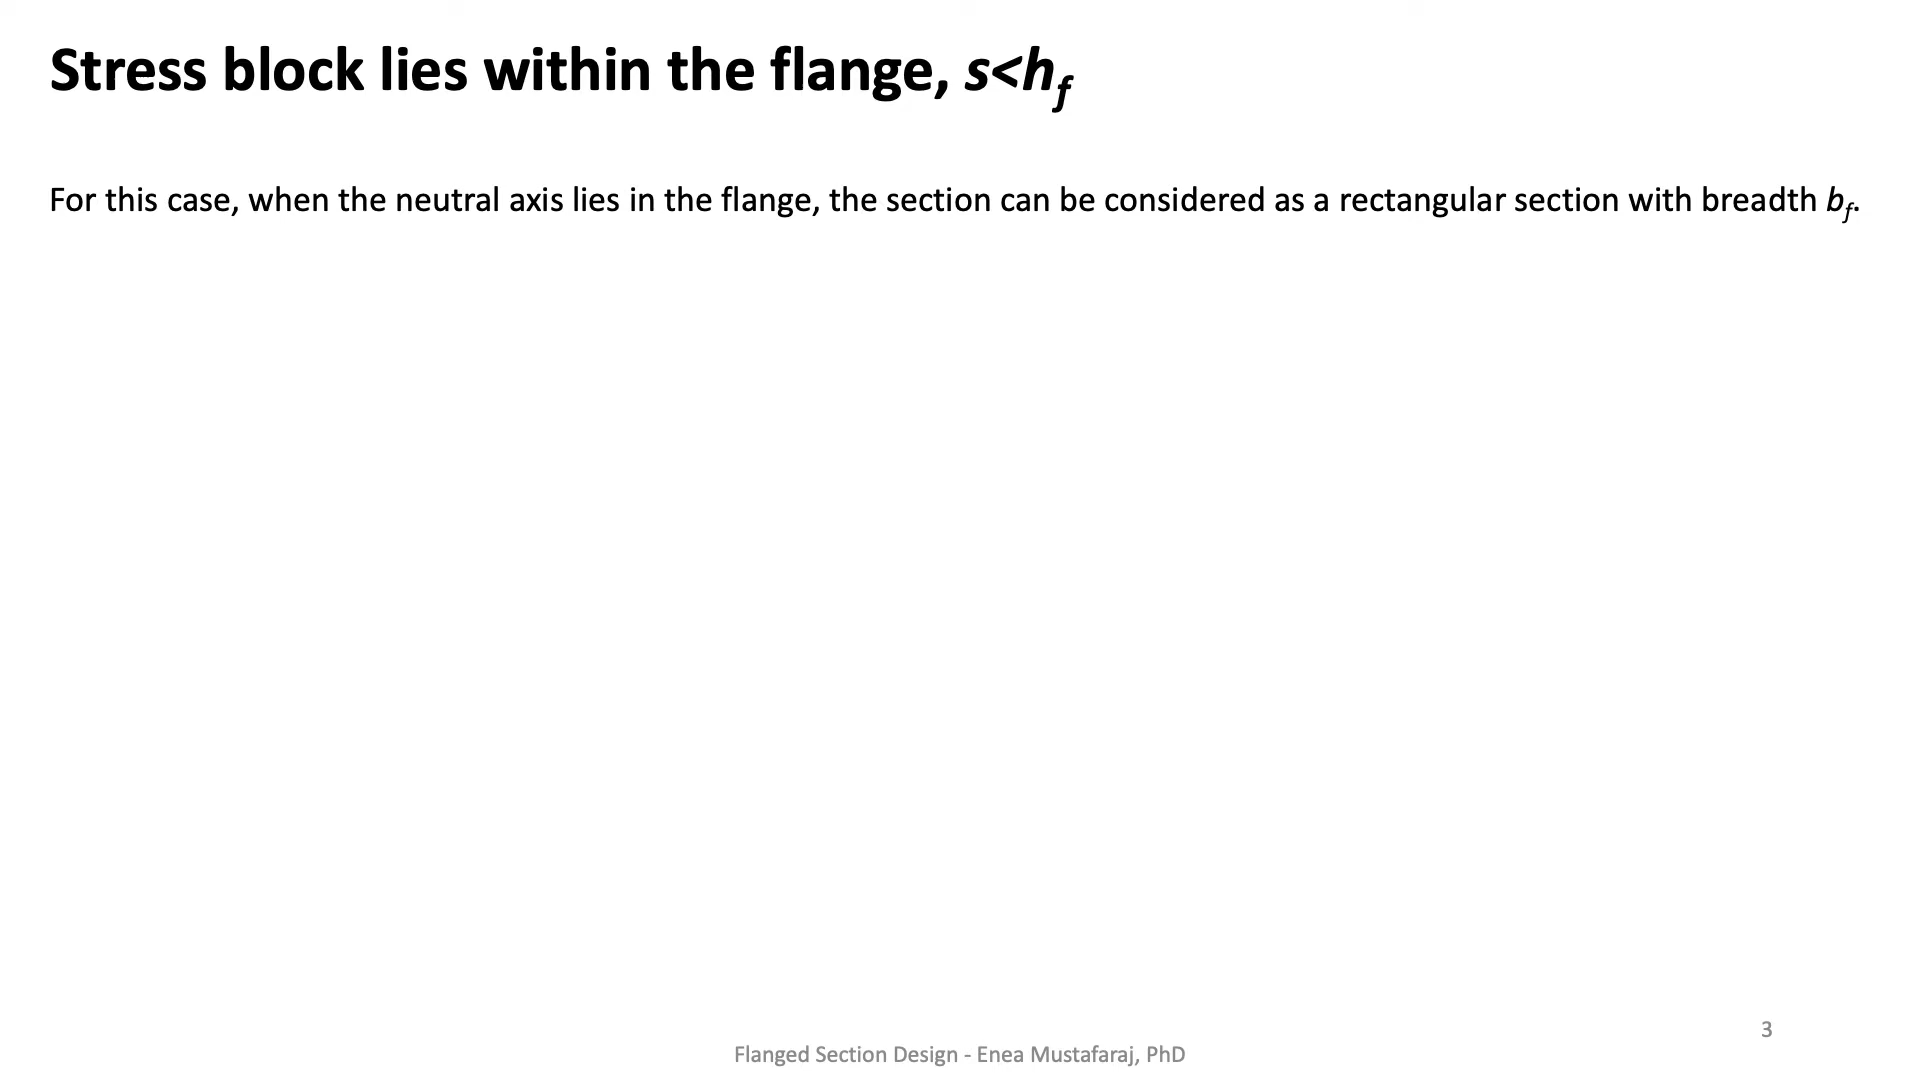 Stress block lies within the flange, s<hf
For this case, when the neutral axis lies in the flange, the section can be considered as a rectangular section with breadth bf.
3
Flanged Section Design - Enea Mustafaraj, PhD